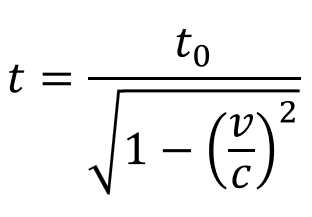 t = t₀ / √(1 − (v/c)²)